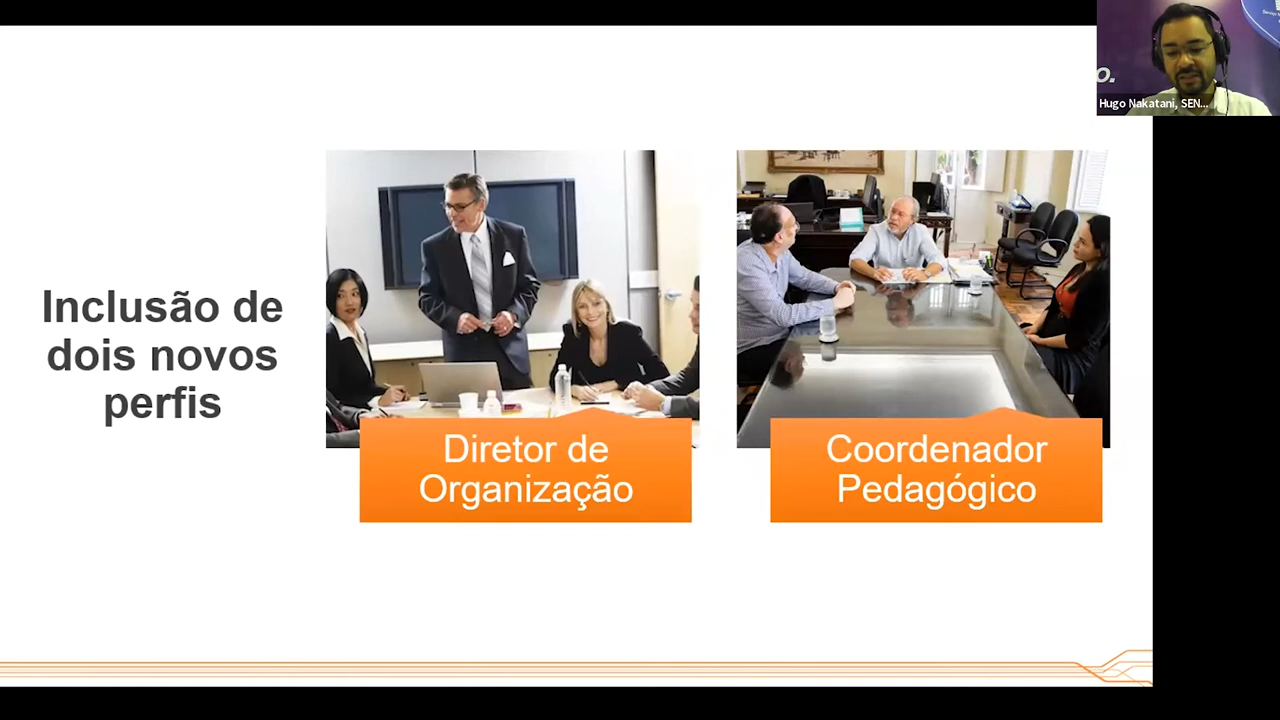 o.
Hugo Nakatani, SEN...
Inclusão de
dois novos
perfis
Diretor de
Organização
Coordenador
Pedagógico